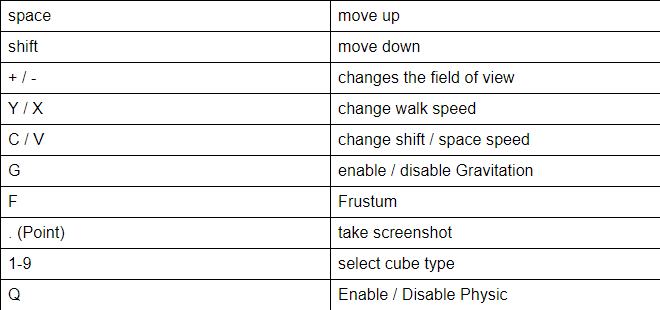 space move up
shift move down
+ / - changes the field of view
Y / X change walk speed
C / V change shift / space speed
G enable / disable Gravitation
F Frustum
. (Point) take screenshot
1-9 select cube type
Q Enable / Disable Physic